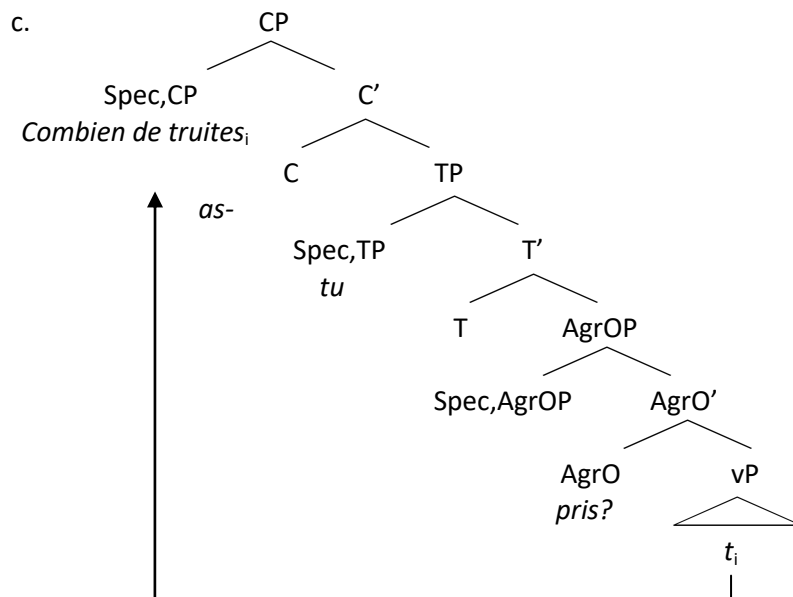 c. CP
Spec,CP C’
Combien de truitesi
C TP
as-
Spec,TP T’
tu
T AgrOP
Spec,AgrOP AgrO’
AgrO vP
pris?
ti